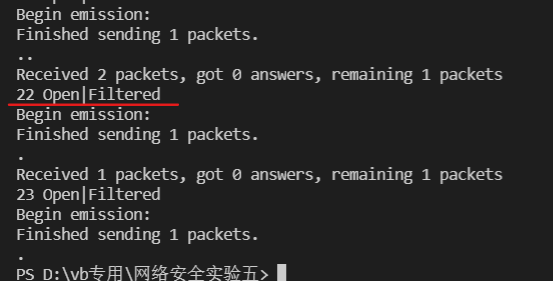 Begin emission:
Finished sending 1 packets.
..
Received 2 packets, got 0 answers, remaining 1 packets
22 Open|Filtered
Begin emission:
Finished sending 1 packets.
.
Received 1 packets, got 0 answers, remaining 1 packets
23 Open|Filtered
Begin emission:
Finished sending 1 packets.
.
PS D:\vb专用\网络安全实验五>